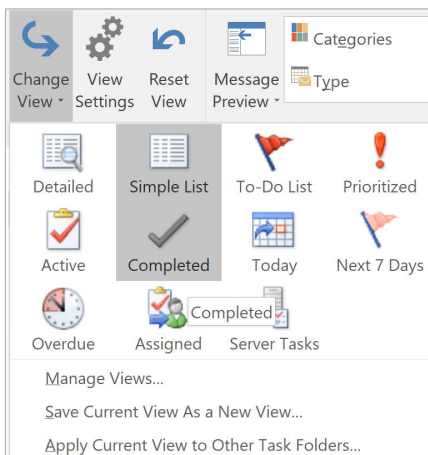 Change View
View Settings
Reset View
Message Preview
Categories
Type
Detailed
Simple List
To-Do List
Prioritized
Active
Completed
Today
Next 7 Days
Completed
Overdue
Assigned
Server Tasks
Manage Views...
Save Current View As a New View...
Apply Current View to Other Task Folders...